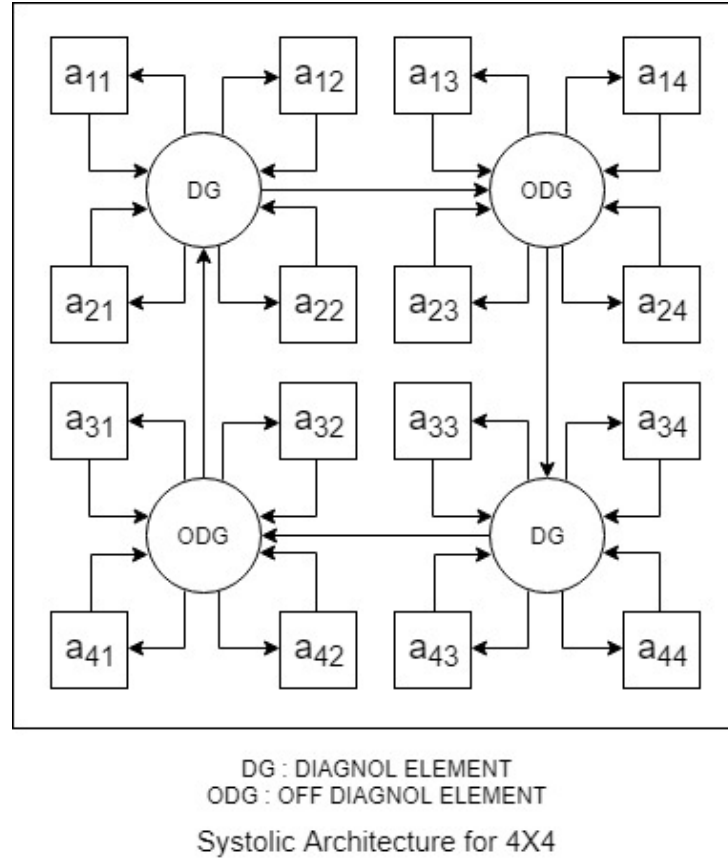 a11 a12 a13 a14
DG ODG
a21 a22 a23 a24
a31 a32 a33 a34
ODG DG
a41 a42 a43 a44
DG : DIAGNOL ELEMENT
ODG : OFF DIAGNOL ELEMENT
Systolic Architecture for 4X4